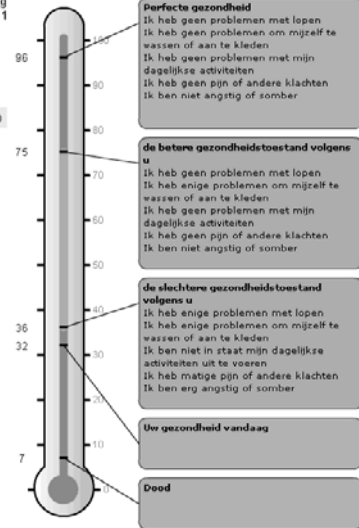 g
1
96
75
36
32
7
100
90
80
70
60
50
40
30
20
10
0
Perfecte gezondheid
Ik heb geen problemen met lopen
Ik heb geen problemen om mijzelf te
wassen of aan te kleden
Ik heb geen problemen met mijn
dagelijkse activiteiten
Ik heb geen pijn of andere klachten
Ik ben niet angstig of somber
de betere gezondheidstoestand volgens
u
Ik heb geen problemen met lopen
Ik heb enige problemen om mijzelf te
wassen of aan te kleden
Ik heb geen problemen met mijn
dagelijkse activiteiten
Ik heb geen pijn of andere klachten
Ik ben niet angstig of somber
de slechtere gezondheidstoestand
volgens u
Ik heb enige problemen met lopen
Ik heb enige problemen om mijzelf te
wassen of aan te kleden
Ik ben niet in staat mijn dagelijkse
activiteiten uit te voeren
Ik heb matige pijn of andere klachten
Ik ben erg angstig of somber
Uw gezondheid vandaag
Dood